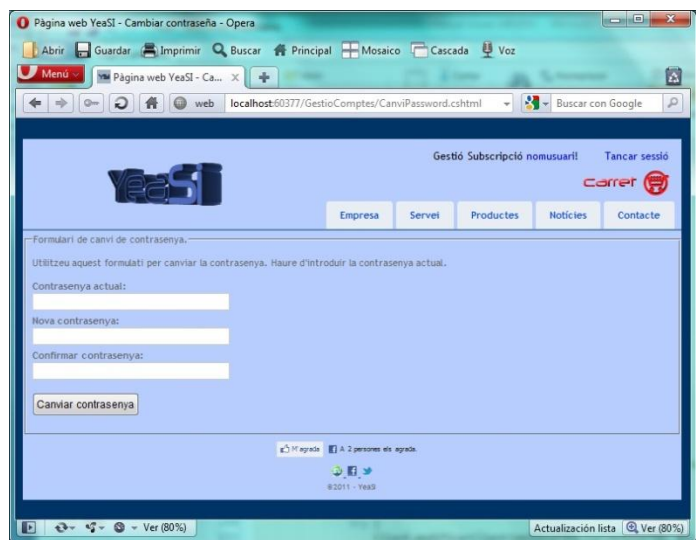 Pàgina web YeaSI - Cambiar contraseña - Opera
Abrir Guardar Imprimir Buscar Principal Mosaico Cascada Voz
Menú Pàgina web YeaSI - Ca...
web localhost:60377/GestioComptes/CanviPassword.cshtml Buscar con Google
Gestió Subscripció nomusuari! Tancar sessió
YeaSI
carret
Empresa Servei Productes Notícies Contacte
Formulari de canvi de contrasenya.
Utilitzeu aquest formulati per canviar la contrasenya. Haure d'introduir la contrasenya actual.
Contrasenya actual:
Nova contrasenya:
Confirmar contrasenya:
Canviar contrasenya
M'agrada A 2 persones els agrada.
©2011 - YeaSI
Ver (80%) Actualización lista Ver (80%)